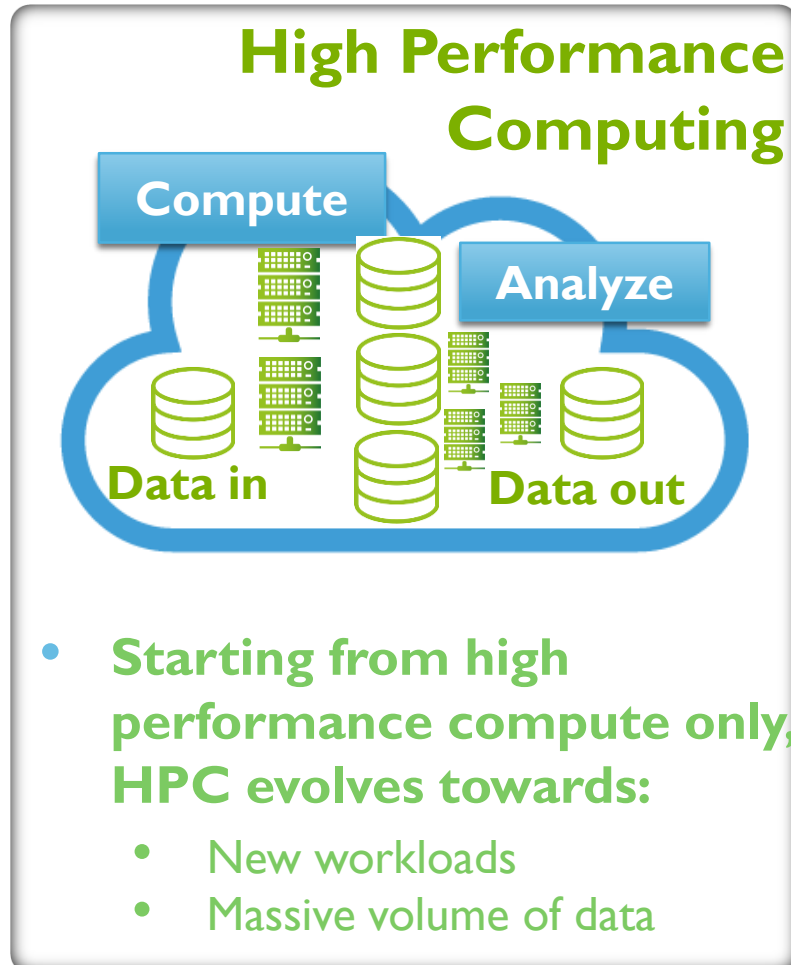 High Performance
Computing
Compute
Analyze
Data in
Data out
• Starting from high
performance compute only,
HPC evolves towards:
• New workloads
• Massive volume of data